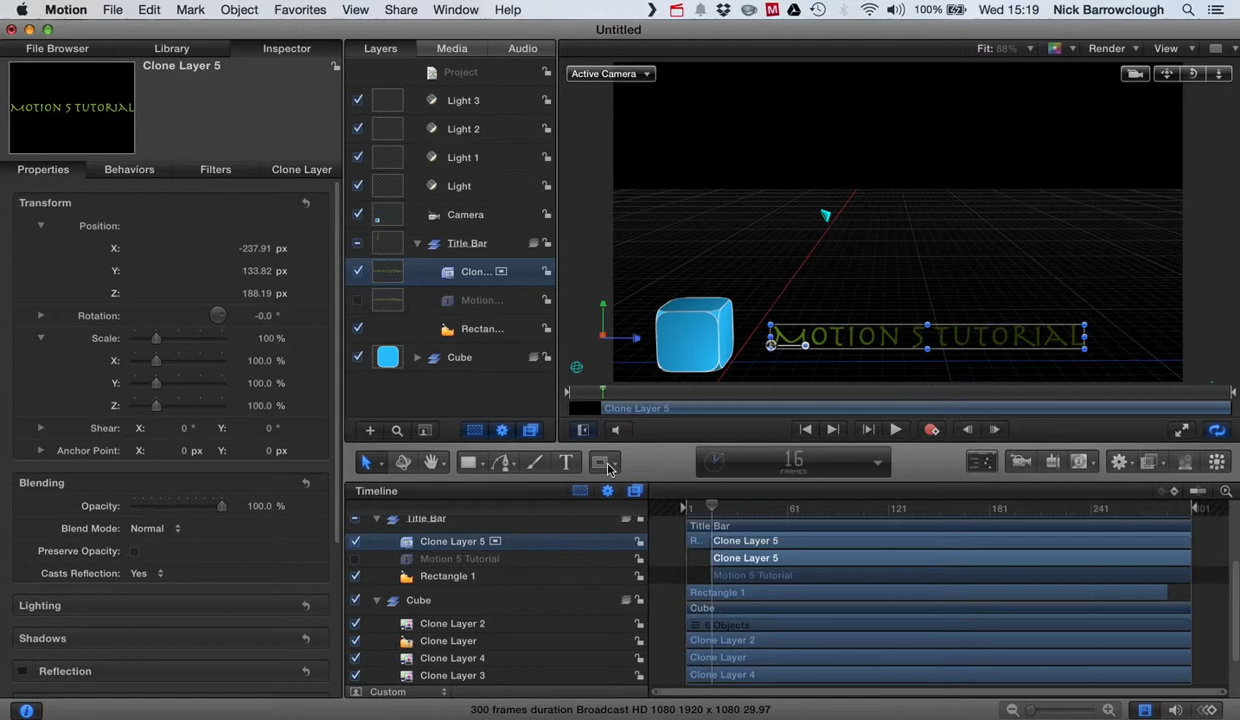 Motion File Edit Mark Object Favorites View Share Window Help 100% Wed 15:19 Nick Barrowclough
Untitled
File Browser Library Inspector Layers Media Audio Fit: 68% Render View
Clone Layer 5
MOTION 5 TUTORIAL
Properties Behaviors Filters Clone Layer
Transform
Position:
X: -237.91 px
Y: 133.82 px
Z: 188.19 px
Rotation: -0.0 °
Scale: 100 %
X: 100.0 %
Y: 100.0 %
Z: 100.0 %
Shear: X: 0 ° Y: 0 °
Anchor Point: X: 0 px Y: 0 px
Blending
Opacity: 100.0 %
Blend Mode: Normal
Preserve Opacity:
Casts Reflection: Yes
Lighting
Shadows
Reflection
Project
Light 3
Light 2
Light 1
Light
Camera
Title Bar
Clon...
Motion...
Rectan...
Cube
Active Camera
MOTION 5 TUTORIAL
Clone Layer 5
T
16
FRAMES
Timeline
1 61 121 181 241 301
Title Bar
Clone Layer 5
Motion 5 Tutorial
Rectangle 1
Cube
Clone Layer 2
Clone Layer
Clone Layer 4
Clone Layer 3
Custom
Title Bar
R.. Clone Layer 5
Clone Layer 5
Motion 5 Tutorial
Rectangle 1
Cube
6 Objects
Clone Layer 2
Clone Layer
Clone Layer 4
300 frames duration Broadcast HD 1080 1920 x 1080 29.97